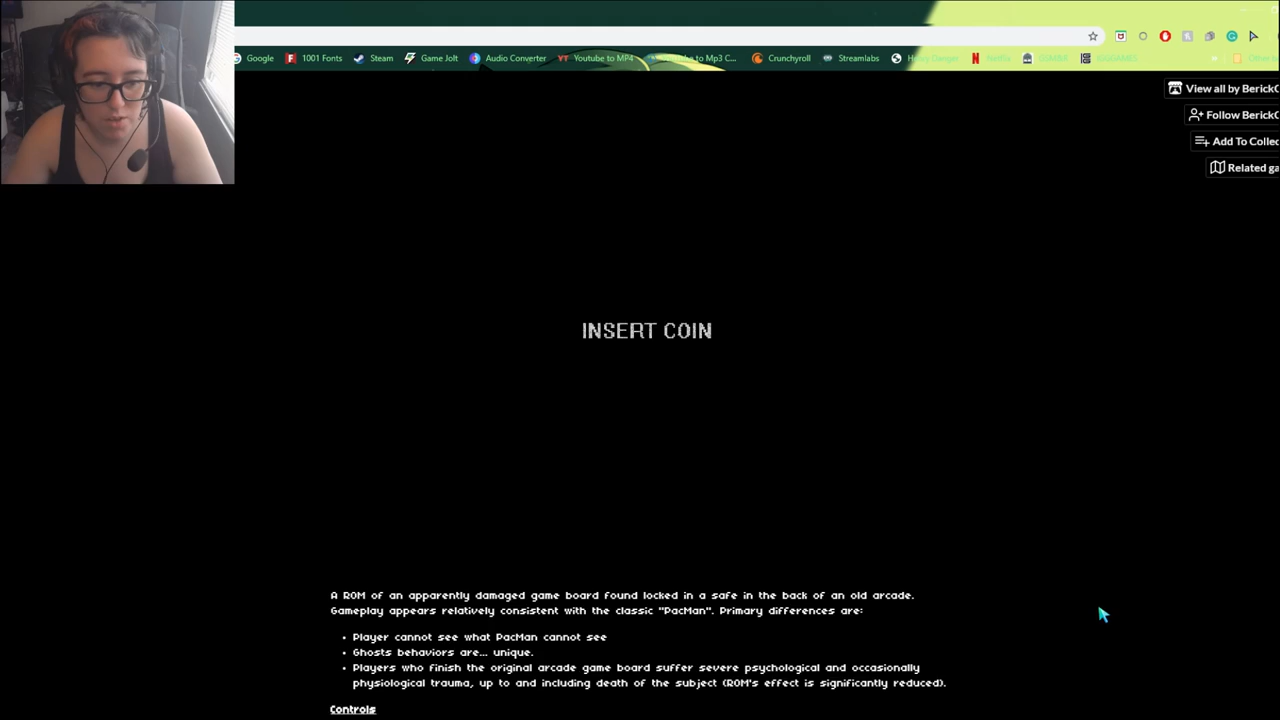 Google
1001 Fonts
Steam
Game Jolt
Audio Converter
YT Youtube to MP4
to Mp3 C...
Crunchyroll
Streamlabs
View all by BerickC
Follow BerickC
Add To Collec
Related ga
INSERT COIN
A ROM of an apparently damaged game board found locked in a safe in the back of an old arcade.
Gameplay appears relatively consistent with the classic "PacMan". Primary differences are:
• Player cannot see what PacMan cannot see
• Ghosts behaviors are... unique.
• Players who finish the original arcade game board suffer severe psychological and occasionally
physiological trauma, up to and including death of the subject (ROM's effect is significantly reduced).
Controls